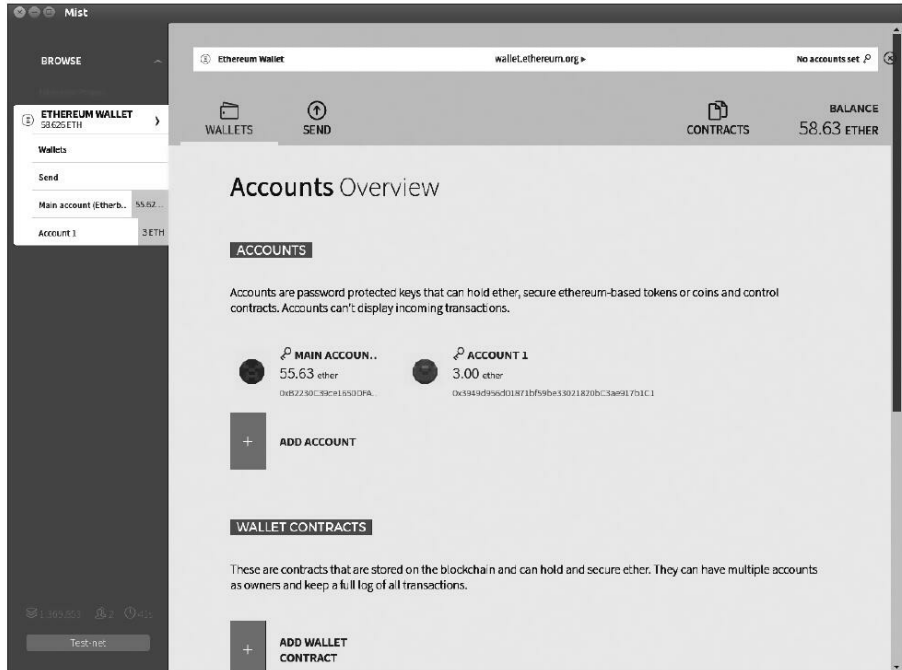 Mist
BROWSE
ETHEREUM WALLET
58.626 ETH
Wallets
Send
Main account (Etherb.. 55.62...
Account 1 3 ETH
Test-net
Ethereum Wallet wallet.ethereum.org ▸ No accounts set
WALLETS SEND CONTRACTS
BALANCE
58.63 ETHER
Accounts Overview
ACCOUNTS
Accounts are password protected keys that can hold ether, secure ethereum-based tokens or coins and control
contracts. Accounts can't display incoming transactions.
MAIN ACCOUN..
55.63 ether
0xB2230C39ce1650DFA..
ACCOUNT 1
3.00 ether
ADD ACCOUNT
WALLET CONTRACTS
These are contracts that are stored on the blockchain and can hold and secure ether. They can have multiple accounts
as owners and keep a full log of all transactions.
ADD WALLET
CONTRACT